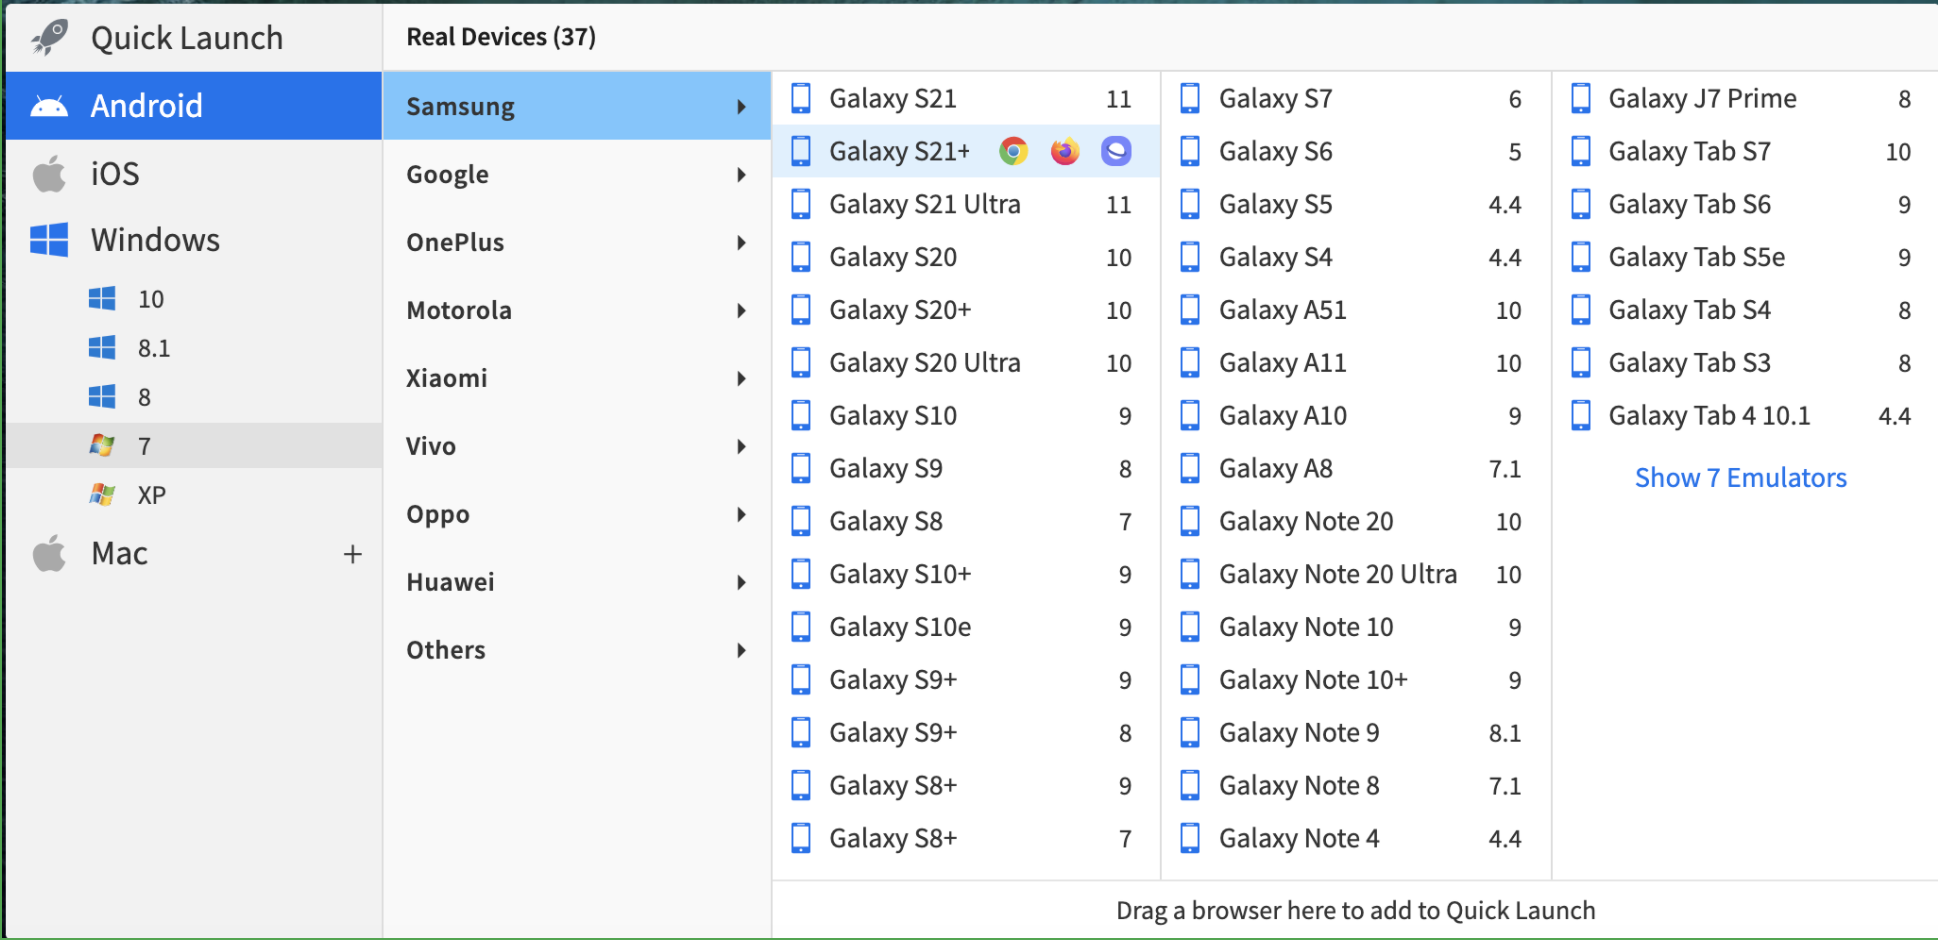 Quick Launch
Android
iOS
Windows
10
8.1
8
7
XP
Mac +
Real Devices (37)
Samsung
Google
OnePlus
Motorola
Xiaomi
Vivo
Oppo
Huawei
Others
Galaxy S21 11
Galaxy S21+
Galaxy S21 Ultra 11
Galaxy S20 10
Galaxy S20+ 10
Galaxy S20 Ultra 10
Galaxy S10 9
Galaxy S9 8
Galaxy S8 7
Galaxy S10+ 9
Galaxy S10e 9
Galaxy S9+ 9
Galaxy S9+ 8
Galaxy S8+ 9
Galaxy S8+ 7
Galaxy S7 6
Galaxy S6 5
Galaxy S5 4.4
Galaxy S4 4.4
Galaxy A51 10
Galaxy A11 10
Galaxy A10 9
Galaxy A8 7.1
Galaxy Note 20 10
Galaxy Note 20 Ultra 10
Galaxy Note 10 9
Galaxy Note 10+ 9
Galaxy Note 9 8.1
Galaxy Note 8 7.1
Galaxy Note 4 4.4
Galaxy J7 Prime 8
Galaxy Tab S7 10
Galaxy Tab S6 9
Galaxy Tab S5e 9
Galaxy Tab S4 8
Galaxy Tab S3 8
Galaxy Tab 4 10.1 4.4
Show 7 Emulators
Drag a browser here to add to Quick Launch